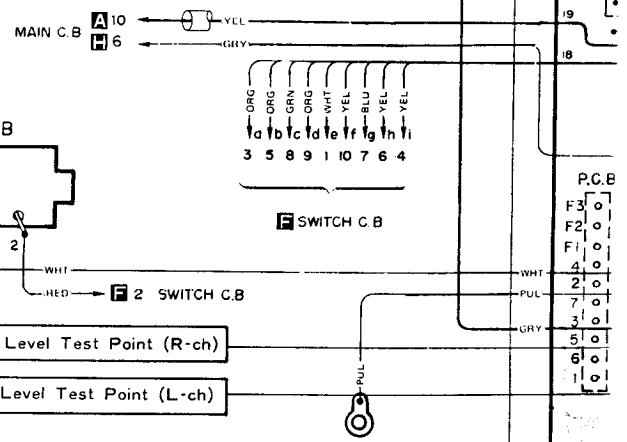 A 10
YEL
19
MAIN C.B
H 6
GRY
18
ORG ORG GRN ORG WHT YEL BLU YEL YEL
a b c d e f g h i
3 5 8 9 1 10 7 6 4
B
P.C.B
F SWITCH C.B
F3
F2
F1
2
4
WHT
WHT
2
RED
F 2 SWITCH C.B
PUL
7
3
GRY
Level Test Point (R-ch)
5
6
PUL
1
Level Test Point (L-ch)